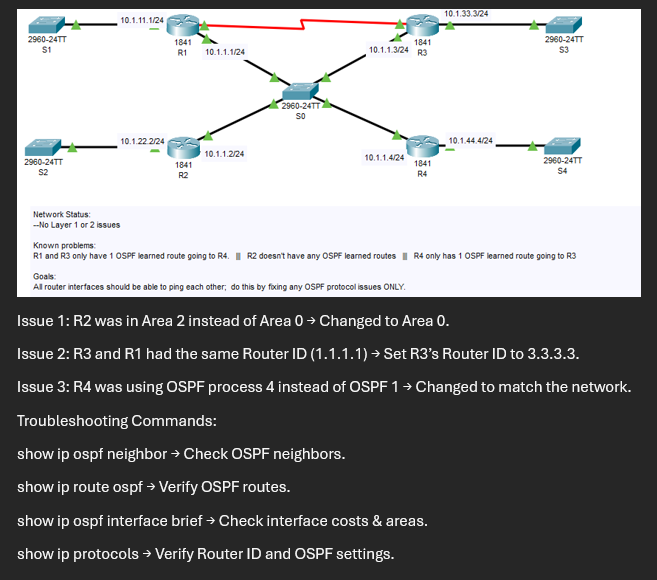 10.1.11.1/24
10.1.33.3/24
2960-24TT
S1
1841
R1
1841
R3
2960-24TT
S3
10.1.1.1/24
10.1.1.3/24
2960-24TT
S0
10.1.22.2/24
10.1.44.4/24
2960-24TT
S2
10.1.1.2/24
10.1.1.4/24
2960-24TT
S4
1841
R2
1841
R4
Network Status:
--No Layer 1 or 2 issues
Known problems:
R1 and R3 only have 1 OSPF learned route going to R4. || R2 doesn't have any OSPF learned routes || R4 only has 1 OSPF learned route going to R3
Goals:
All router interfaces should be able to ping each other; do this by fixing any OSPF protocol issues ONLY.
Issue 1: R2 was in Area 2 instead of Area 0 → Changed to Area 0.
Issue 2: R3 and R1 had the same Router ID (1.1.1.1) → Set R3’s Router ID to 3.3.3.3.
Issue 3: R4 was using OSPF process 4 instead of OSPF 1 → Changed to match the network.
Troubleshooting Commands:
show ip ospf neighbor → Check OSPF neighbors.
show ip route ospf → Verify OSPF routes.
show ip ospf interface brief → Check interface costs & areas.
show ip protocols → Verify Router ID and OSPF settings.